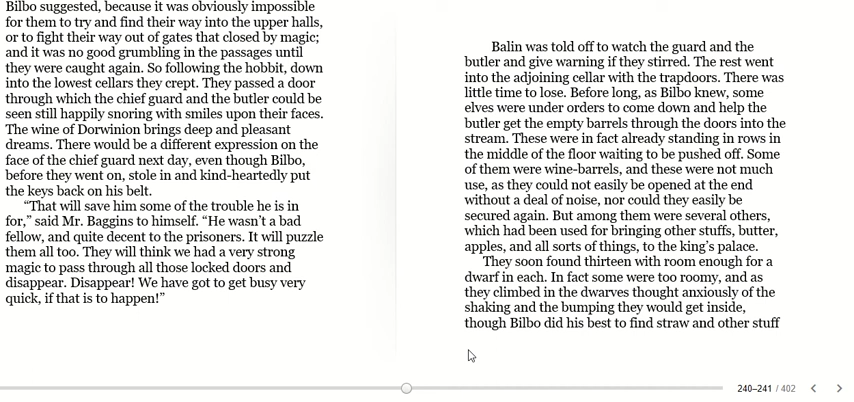 Bilbo suggested, because it was obviously impossible
for them to try and find their way into the upper halls,
or to fight their way out of gates that closed by magic;
and it was no good grumbling in the passages until
they were caught again. So following the hobbit, down
into the lowest cellars they crept. They passed a door
through which the chief guard and the butler could be
seen still happily snoring with smiles upon their faces.
The wine of Dorwinion brings deep and pleasant
dreams. There would be a different expression on the
face of the chief guard next day, even though Bilbo,
before they went on, stole in and kind-heartedly put
the keys back on his belt.
“That will save him some of the trouble he is in
for,” said Mr. Baggins to himself. “He wasn’t a bad
fellow, and quite decent to the prisoners. It will puzzle
them all too. They will think we had a very strong
magic to pass through all those locked doors and
disappear. Disappear! We have got to get busy very
quick, if that is to happen!”
Balin was told off to watch the guard and the
butler and give warning if they stirred. The rest went
into the adjoining cellar with the trapdoors. There was
little time to lose. Before long, as Bilbo knew, some
elves were under orders to come down and help the
butler get the empty barrels through the doors into the
stream. These were in fact already standing in rows in
the middle of the floor waiting to be pushed off. Some
of them were wine-barrels, and these were not much
use, as they could not easily be opened at the end
without a deal of noise, nor could they easily be
secured again. But among them were several others,
which had been used for bringing other stuffs, butter,
apples, and all sorts of things, to the king’s palace.
They soon found thirteen with room enough for a
dwarf in each. In fact some were too roomy, and as
they climbed in the dwarves thought anxiously of the
shaking and the bumping they would get inside,
though Bilbo did his best to find straw and other stuff
240–241 / 402